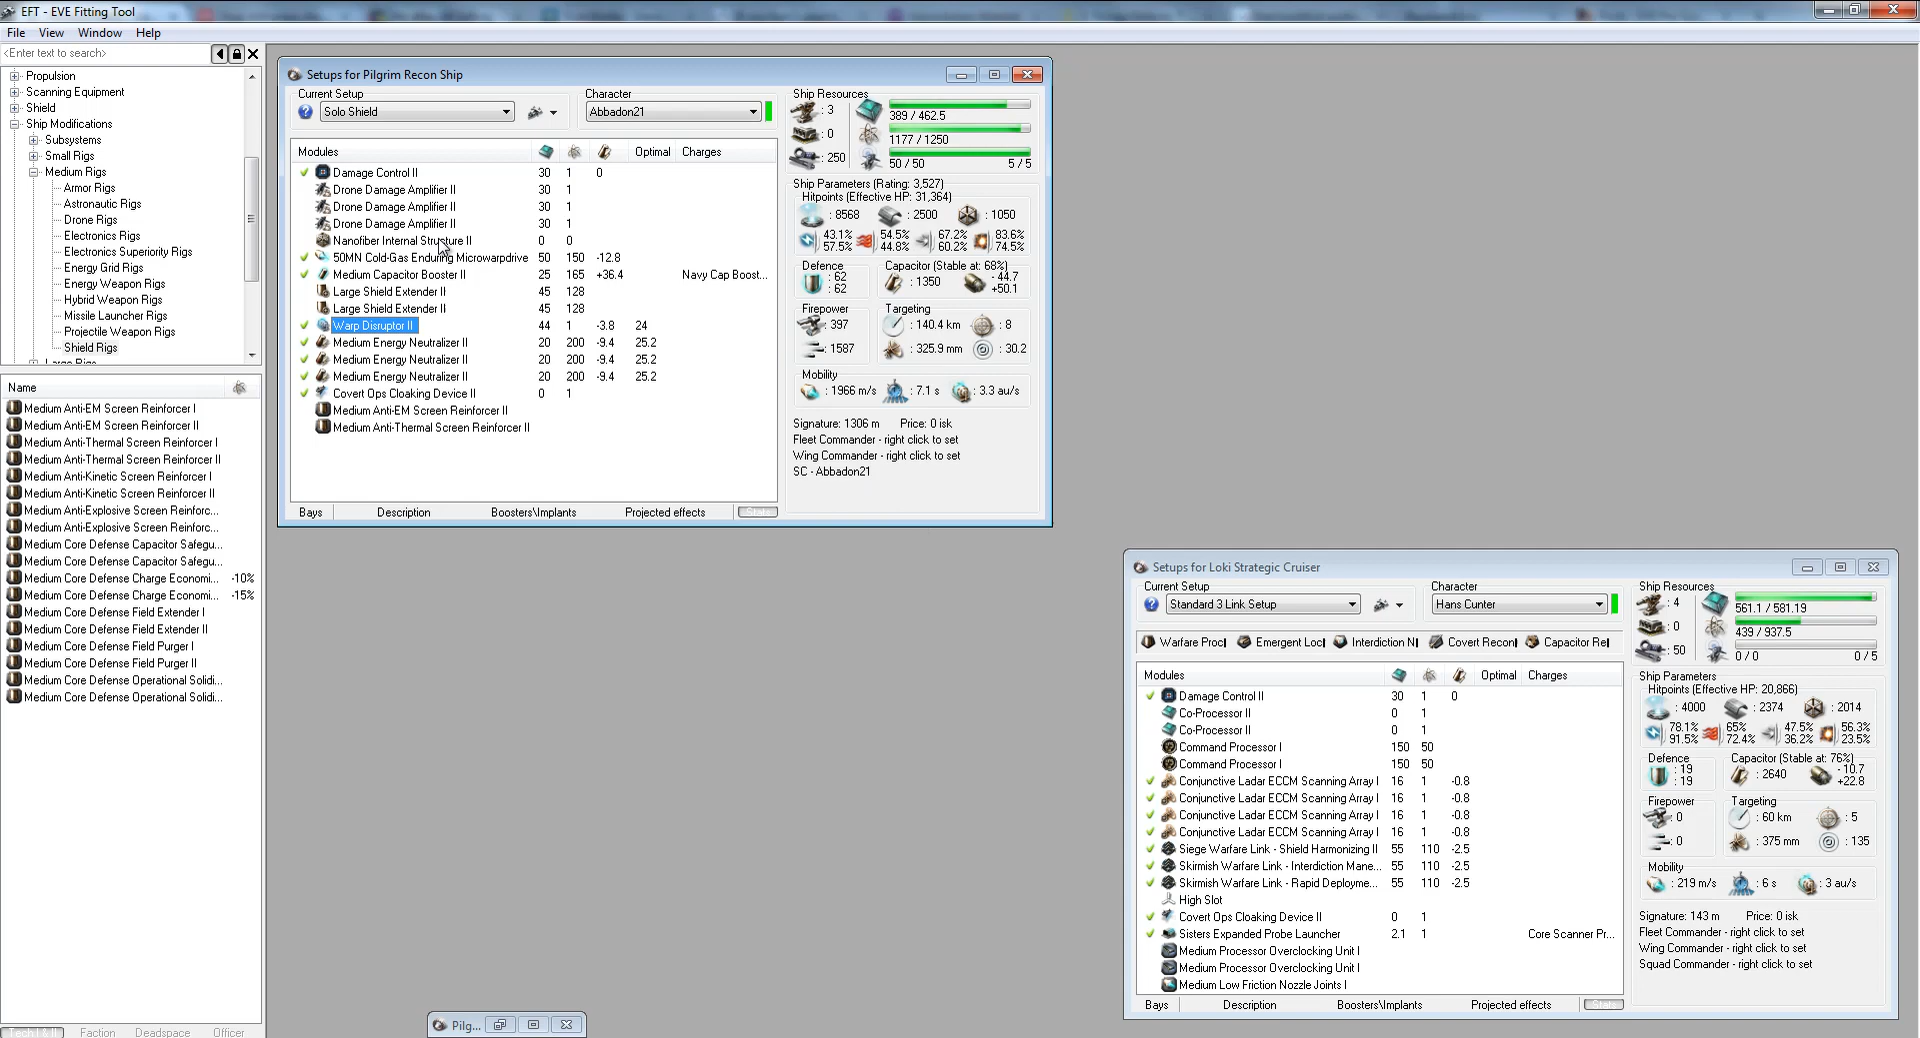 EFT - EVE Fitting Tool
File View Window Help
<Enter text to search>
Propulsion
Scanning Equipment
Shield
Ship Modifications
Subsystems
Small Rigs
Medium Rigs
Armor Rigs
Astronautic Rigs
Drone Rigs
Electronics Rigs
Electronics Superiority Rigs
Energy Grid Rigs
Energy Weapon Rigs
Hybrid Weapon Rigs
Missile Launcher Rigs
Projectile Weapon Rigs
Shield Rigs
Name
Medium Anti-EM Screen Reinforcer I
Medium Anti-EM Screen Reinforcer II
Medium Anti-Thermal Screen Reinforcer I
Medium Anti-Thermal Screen Reinforcer II
Medium Anti-Kinetic Screen Reinforcer I
Medium Anti-Kinetic Screen Reinforcer II
Medium Anti-Explosive Screen Reinforc...
Medium Anti-Explosive Screen Reinforc...
Medium Core Defense Capacitor Safegu...
Medium Core Defense Capacitor Safegu...
Medium Core Defense Charge Economi... -10%
Medium Core Defense Charge Economi... -15%
Medium Core Defense Field Extender I
Medium Core Defense Field Extender II
Medium Core Defense Field Purger I
Medium Core Defense Field Purger II
Medium Core Defense Operational Solidi...
Medium Core Defense Operational Solidi...
Tech I & II Faction Deadspace Officer
Setups for Pilgrim Recon Ship
Current Setup Character
Solo Shield Abbadon21
Modules Optimal Charges
Damage Control II 30 1 0
Drone Damage Amplifier II 30 1
Drone Damage Amplifier II 30 1
Drone Damage Amplifier II 30 1
Nanofiber Internal Structure II 0 0
50MN Cold-Gas Enduring Microwarpdrive 50 150 -12.8
Medium Capacitor Booster II 25 165 +36.4 Navy Cap Boost...
Large Shield Extender II 45 128
Large Shield Extender II 45 128
Warp Disruptor II 44 1 -3.8 24
Medium Energy Neutralizer II 20 200 -9.4 25.2
Medium Energy Neutralizer II 20 200 -9.4 25.2
Medium Energy Neutralizer II 20 200 -9.4 25.2
Covert Ops Cloaking Device II 0 1
Medium Anti-EM Screen Reinforcer II
Medium Anti-Thermal Screen Reinforcer II
Bays Description Boosters\Implants Projected effects Stats
Ship Resources
: 3 389 / 462.5
: 0 1177 / 1250
: 250 50 / 50 5 / 5
Ship Parameters (Rating: 3,527)
Hitpoints (Effective HP: 31,364)
: 8568 : 2500 : 1050
43.1% 54.5% 67.2% 83.6%
57.5% 44.8% 60.2% 74.5%
Defence Capacitor (Stable at: 68%)
: 62 : 1350 - 44.7
: 62 +50.1
Firepower Targeting
: 397 : 140.4 km : 8
: 1587 : 325.9 mm : 30.2
Mobility
: 1966 m/s : 7.1 s : 3.3 au/s
Signature: 1306 m Price: 0 isk
Fleet Commander - right click to set
Wing Commander - right click to set
SC - Abbadon21
Setups for Loki Strategic Cruiser
Current Setup Character
Standard 3 Link Setup Hans Cunter
Warfare Proc Emergent Loc Interdiction N Covert Recon Capacitor Re
Modules Optimal Charges
Damage Control II 30 1 0
Co-Processor II 0 1
Co-Processor II 0 1
Command Processor I 150 50
Command Processor I 150 50
Conjunctive Ladar ECCM Scanning Array I 16 1 -0.8
Conjunctive Ladar ECCM Scanning Array I 16 1 -0.8
Conjunctive Ladar ECCM Scanning Array I 16 1 -0.8
Conjunctive Ladar ECCM Scanning Array I 16 1 -0.8
Siege Warfare Link - Shield Harmonizing II 55 110 -2.5
Skirmish Warfare Link - Interdiction Mane... 55 110 -2.5
Skirmish Warfare Link - Rapid Deployme... 55 110 -2.5
High Slot
Covert Ops Cloaking Device II 0 1
Sisters Expanded Probe Launcher 2.1 1 Core Scanner Pr...
Medium Processor Overclocking Unit I
Medium Processor Overclocking Unit I
Medium Low Friction Nozzle Joints I
Bays Description Boosters\Implants Projected effects Stats
Ship Resources
: 4 561.1 / 581.19
: 0 439 / 937.5
: 50 0 / 0 0 / 5
Ship Parameters
Hitpoints (Effective HP: 20,866)
: 4000 : 2374 : 2014
78.1% 65% 47.5% 56.3%
91.5% 72.4% 36.2% 23.5%
Defence Capacitor (Stable at: 76%)
: 19 : 2640 - 10.7
: 19 +22.8
Firepower Targeting
: 0 : 60 km : 5
: 0 : 375 mm : 135
Mobility
: 219 m/s : 6 s : 3 au/s
Signature: 143 m Price: 0 isk
Fleet Commander - right click to set
Wing Commander - right click to set
Squad Commander - right click to set
Pilg...